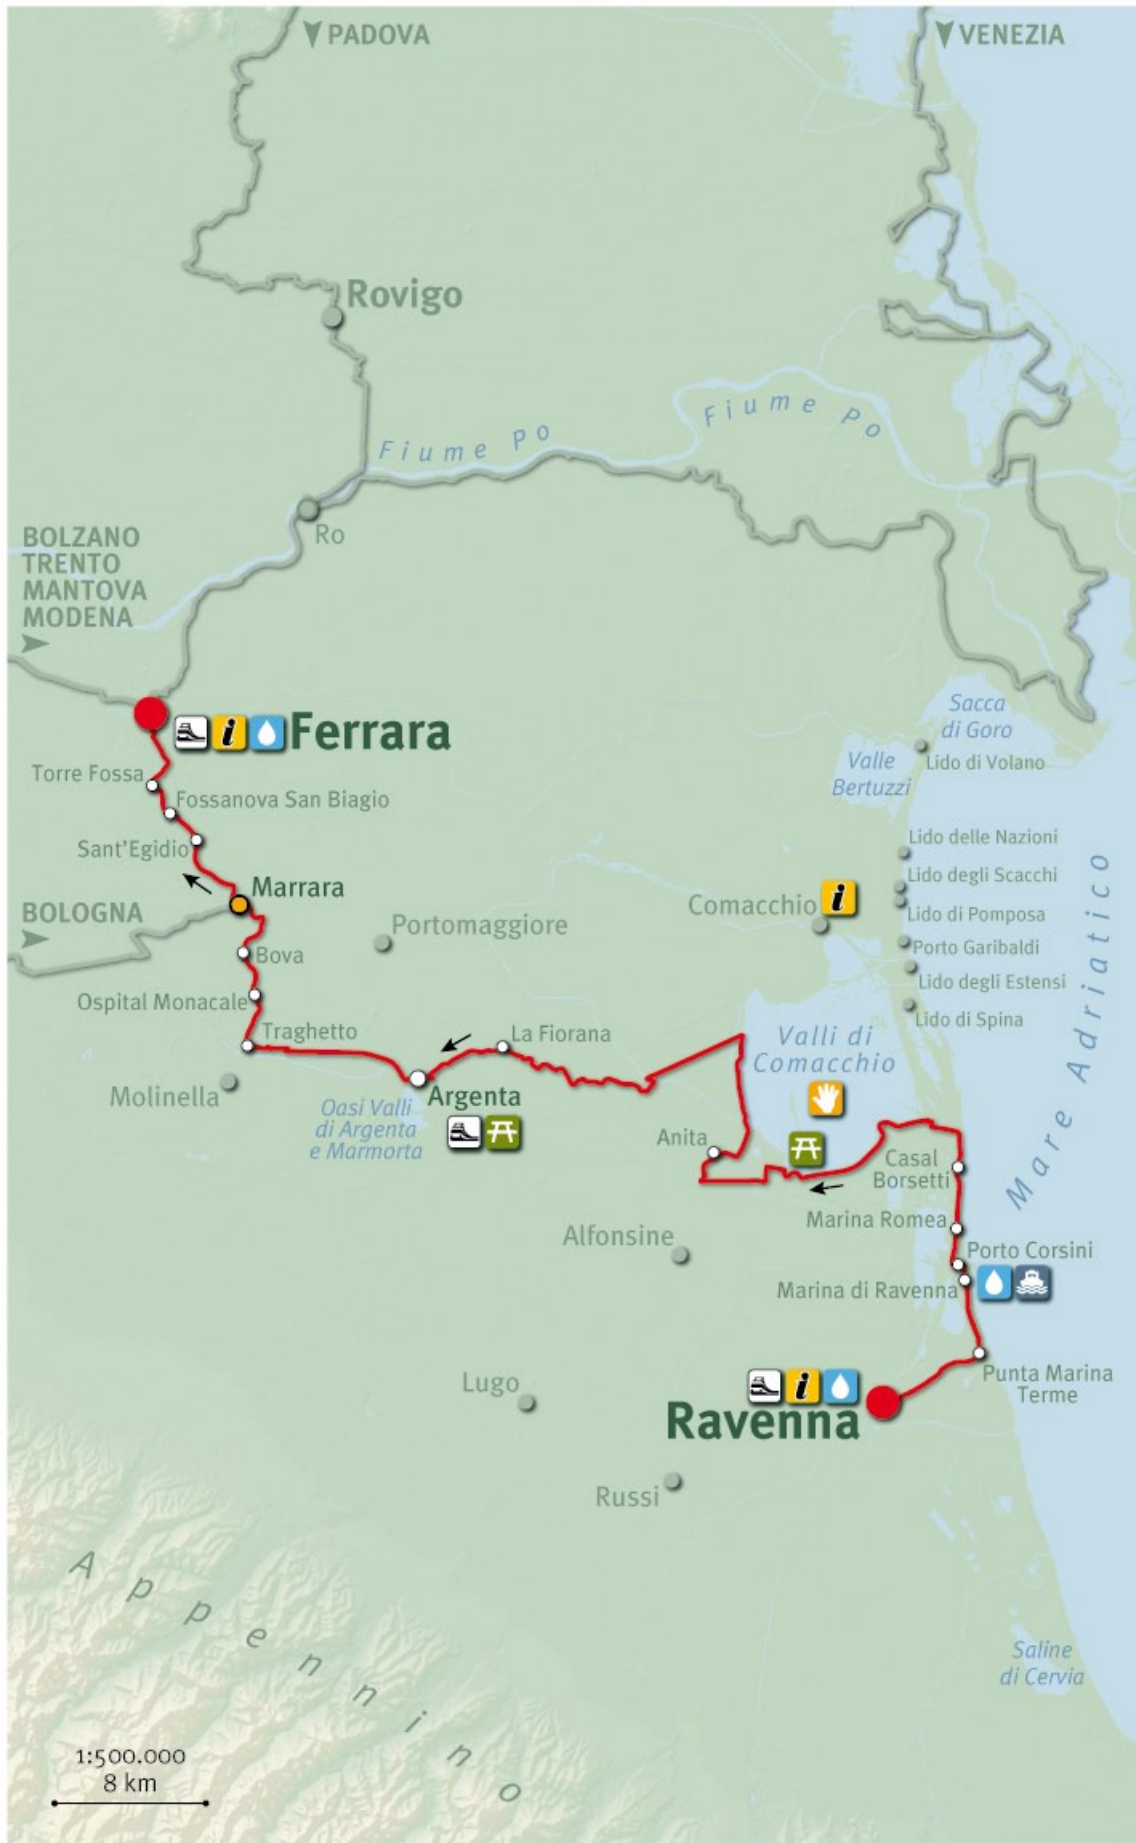 PADOVA
VENEZIA
Rovigo
Fiume Po
Fiume Po
Ro
BOLZANO
TRENTO
MANTOVA
MODENA
Sacca
di Goro
i Ferrara
Lido di Volano
Valle
Bertuzzi
Torre Fossa
Fossanova San Biagio
Lido delle Nazioni
Sant'Egidio
Lido degli Scacchi
Marrara
i
Comacchio
Lido di Pomposa
BOLOGNA
Portomaggiore
Porto Garibaldi
Bova
Lido degli Estensi
Ospital Monacale
Lido di Spina
Mare Adriatico
Traghetto
La Fiorana
Valli di
Comacchio
Molinella
Argenta
Oasi Valli
di Argenta
e Marmorta
Anita
Casal
Borsetti
Marina Romea
Alfonsine
Porto Corsini
Marina di Ravenna
Punta Marina
Terme
Lugo
i
Ravenna
Russi
Appennino
Saline
di Cervia
1:500.000
8 km